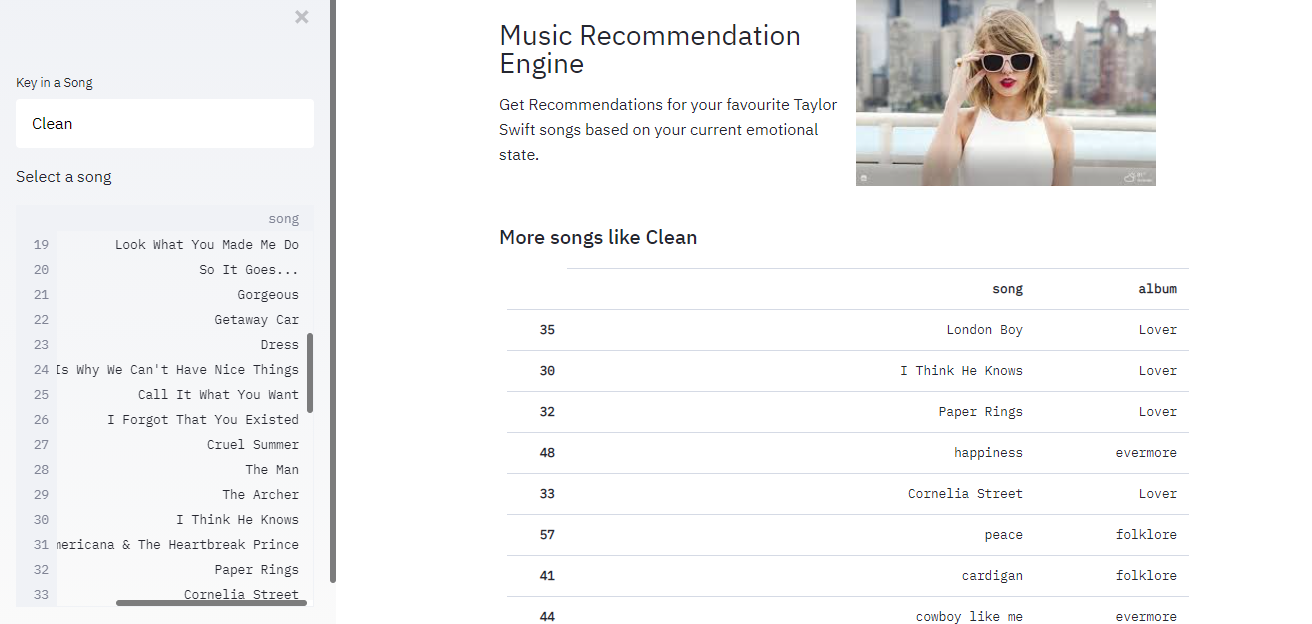 ×
Key in a Song
Clean
Select a song
song
19 Look What You Made Me Do
20 So It Goes...
21 Gorgeous
22 Getaway Car
23 Dress
24 Is Why We Can't Have Nice Things
25 Call It What You Want
26 I Forgot That You Existed
27 Cruel Summer
28 The Man
29 The Archer
30 I Think He Knows
31 mericana & The Heartbreak Prince
32 Paper Rings
33 Cornelia Street
Music Recommendation
Engine
Get Recommendations for your favourite Taylor
Swift songs based on your current emotional
state.
More songs like Clean
song album
35 London Boy Lover
30 I Think He Knows Lover
32 Paper Rings Lover
48 happiness evermore
33 Cornelia Street Lover
57 peace folklore
41 cardigan folklore
44 cowboy like me evermore